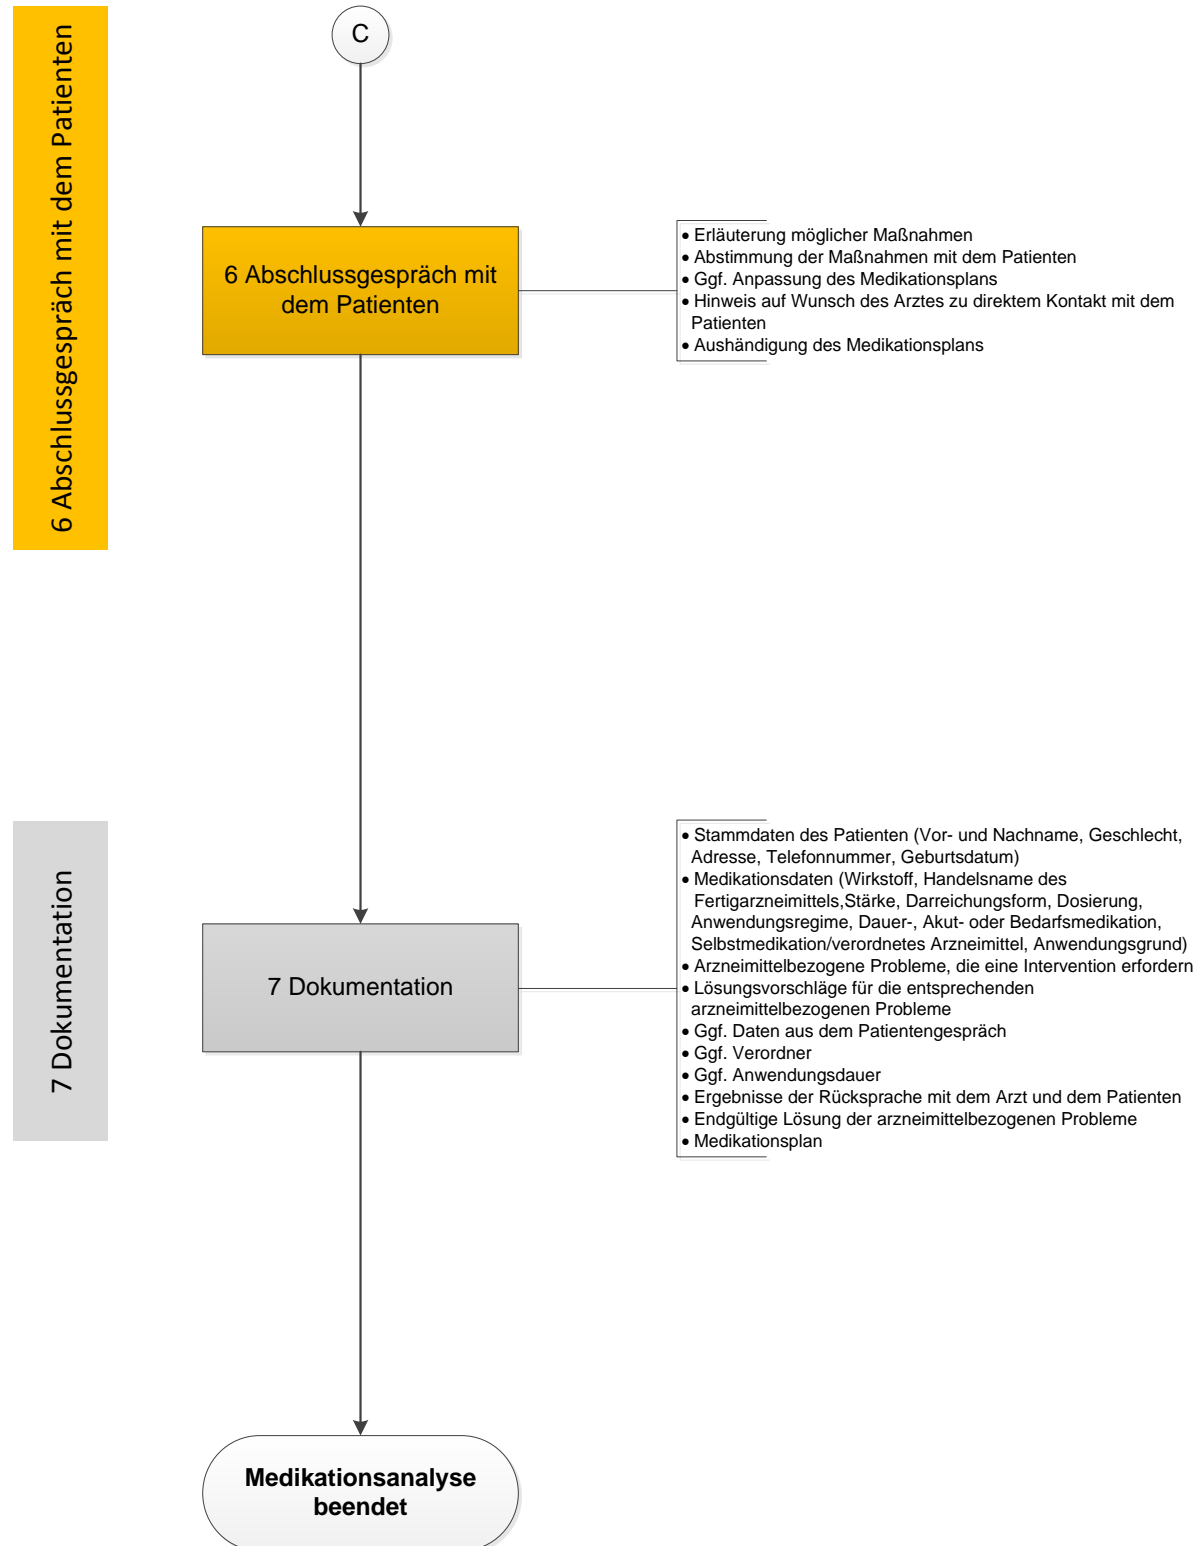 6 Abschlussgespräch mit dem Patienten
C
6 Abschlussgespräch mit
dem Patienten
• Erläuterung möglicher Maßnahmen
• Abstimmung der Maßnahmen mit dem Patienten
• Ggf. Anpassung des Medikationsplans
• Hinweis auf Wunsch des Arztes zu direktem Kontakt mit dem
Patienten
• Aushändigung des Medikationsplans
7 Dokumentation
7 Dokumentation
• Stammdaten des Patienten (Vor- und Nachname, Geschlecht,
Adresse, Telefonnummer, Geburtsdatum)
• Medikationsdaten (Wirkstoff, Handelsname des
Fertigarzneimittels,Stärke, Darreichungsform, Dosierung,
Anwendungsregime, Dauer-, Akut- oder Bedarfsmedikation,
Selbstmedikation/verordnetes Arzneimittel, Anwendungsgrund)
• Arzneimittelbezogene Probleme, die eine Intervention erfordern
• Lösungsvorschläge für die entsprechenden
arzneimittelbezogenen Probleme
• Ggf. Daten aus dem Patientengespräch
• Ggf. Verordner
• Ggf. Anwendungsdauer
• Ergebnisse der Rücksprache mit dem Arzt und dem Patienten
• Endgültige Lösung der arzneimittelbezogenen Probleme
• Medikationsplan
Medikationsanalyse
beendet